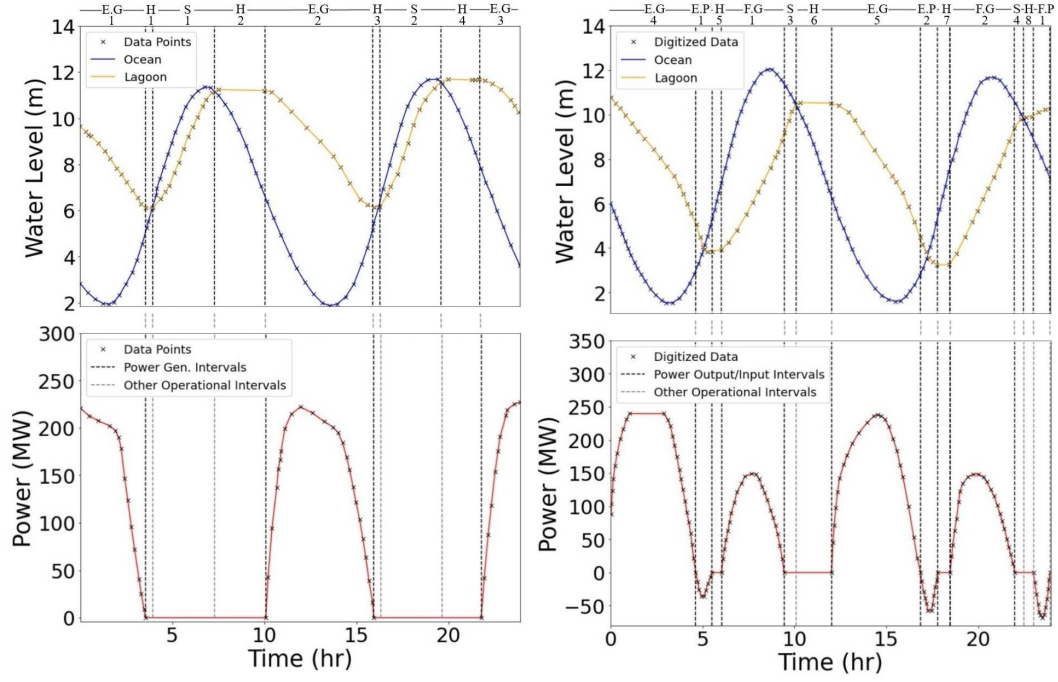 E.G H S H E.G H S H E.G
1 1 1 2 2 3 2 4 3
14
12
10
8
6
4
2
Water Level (m)
× Data Points
Ocean
Lagoon
300
250
200
150
100
50
0
Power (MW)
× Data Points
Power Gen. Intervals
Other Operational Intervals
5 10 15 20
Time (hr)
E.G E.P H F.G S H E.G E.P H F.G S H F.P
4 1 5 1 3 6 5 2 7 2 4 8 1
14
12
10
8
6
4
2
Water Level (m)
× Digitized Data
Ocean
Lagoon
350
300
250
200
150
100
50
0
−50
Power (MW)
× Digitized Data
Power Output/Input Intervals
Other Operational Intervals
0 5 10 15 20
Time (hr)